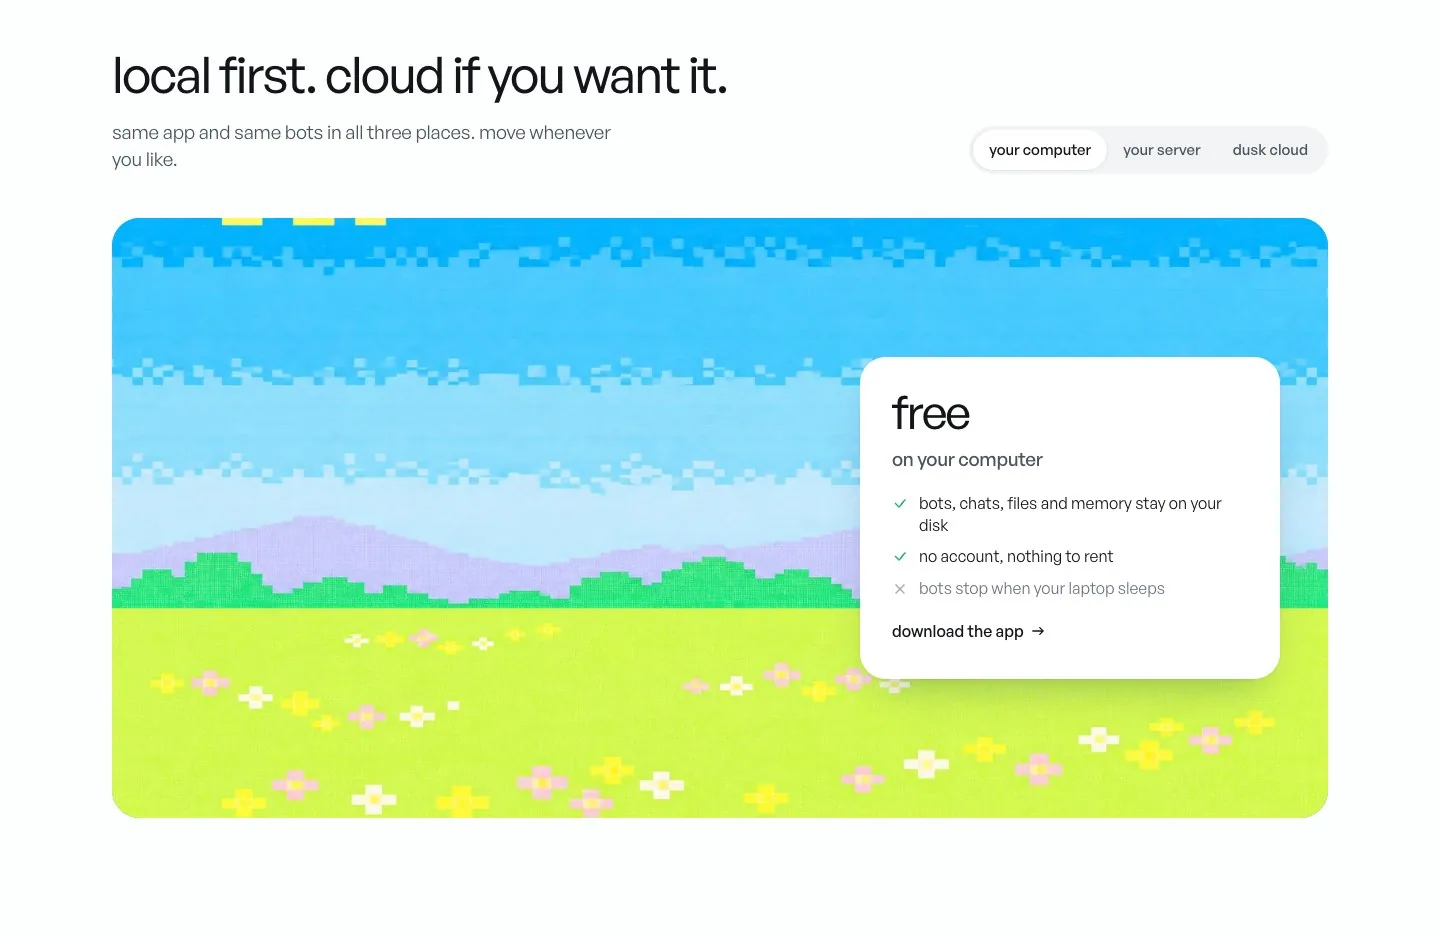 local first. cloud if you want it.
same app and same bots in all three places. move whenever
you like.
your computer
your server
dusk cloud
free
on your computer
bots, chats, files and memory stay on your
disk
no account, nothing to rent
bots stop when your laptop sleeps
download the app →